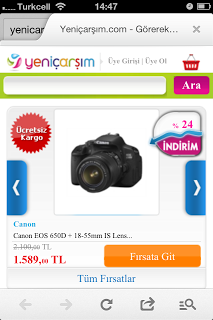 Turkcell 14:47
yenicar
Yeniçarşım.com - Görerek...
yeniçarşım
Üye Girişi | Üye Ol
Ara
Ücretsiz
Kargo
% 24
İNDİRİM
Canon
Canon EOS 650D + 18-55mm IS Lens...
2.100,00 TL
1.589,00 TL
Fırsata Git
Tüm Fırsatlar